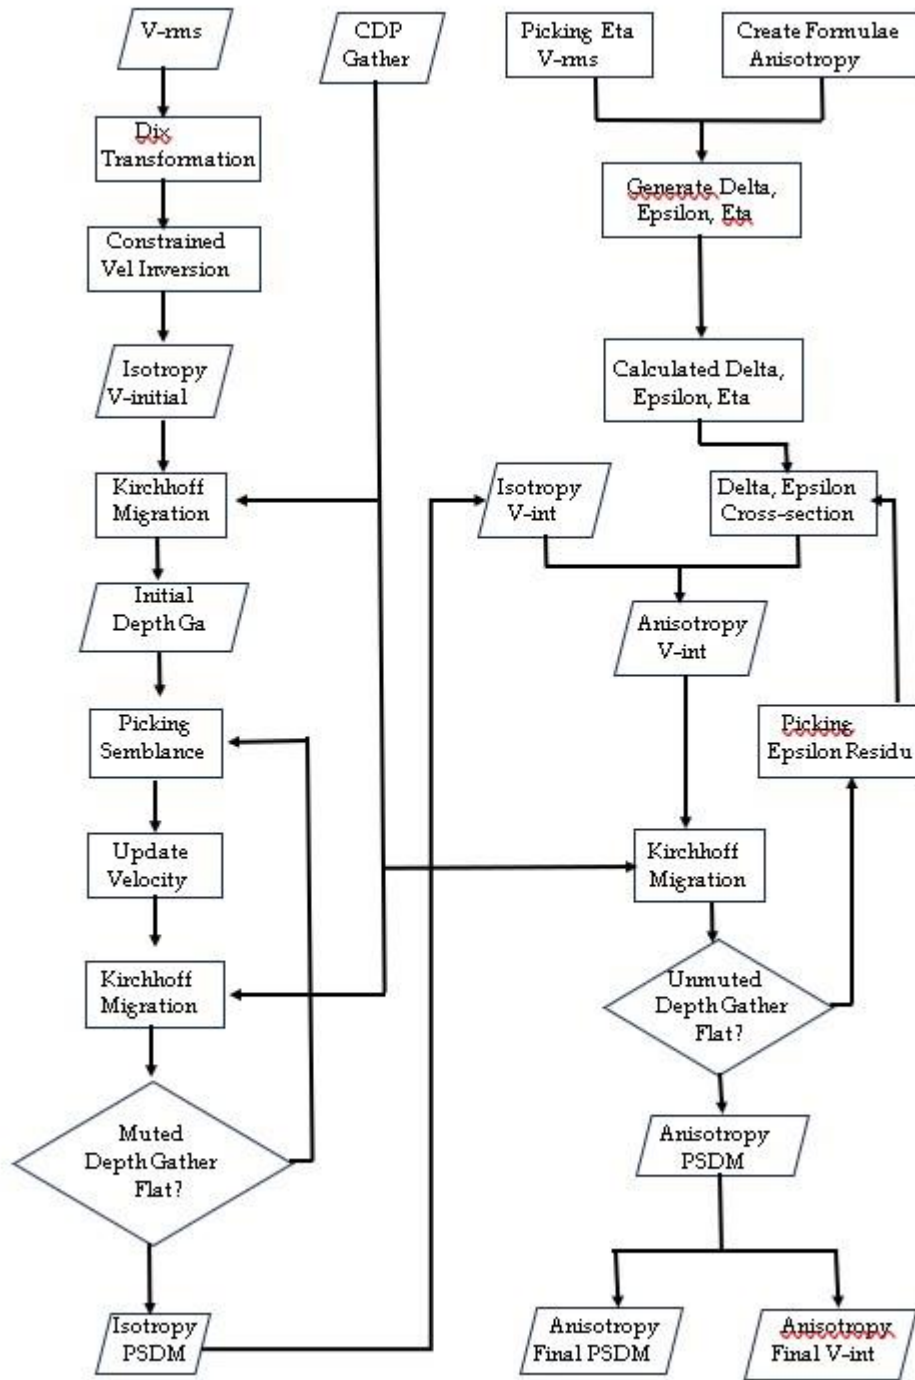 V-rms
CDP
Gather
Picking Eta
V-rms
Create Formulae
Anisotropy
Dix
Transformation
Generate Delta,
Epsilon, Eta
Constrained
Vel Inversion
Isotropy
V-initial
Calculated Delta,
Epsilon, Eta
Kirchhoff
Migration
Isotropy
V-int
Delta, Epsilon
Cross-section
Initial
Depth Ga
Anisotropy
V-int
Picking
Semblance
Picking
Epsilon Residu
Update
Velocity
Kirchhoff
Migration
Kirchhoff
Migration
Unmuted
Depth Gather
Flat?
Muted
Depth Gather
Flat?
Anisotropy
PSDM
Isotropy
PSDM
Anisotropy
Final PSDM
Anisotropy
Final V-int